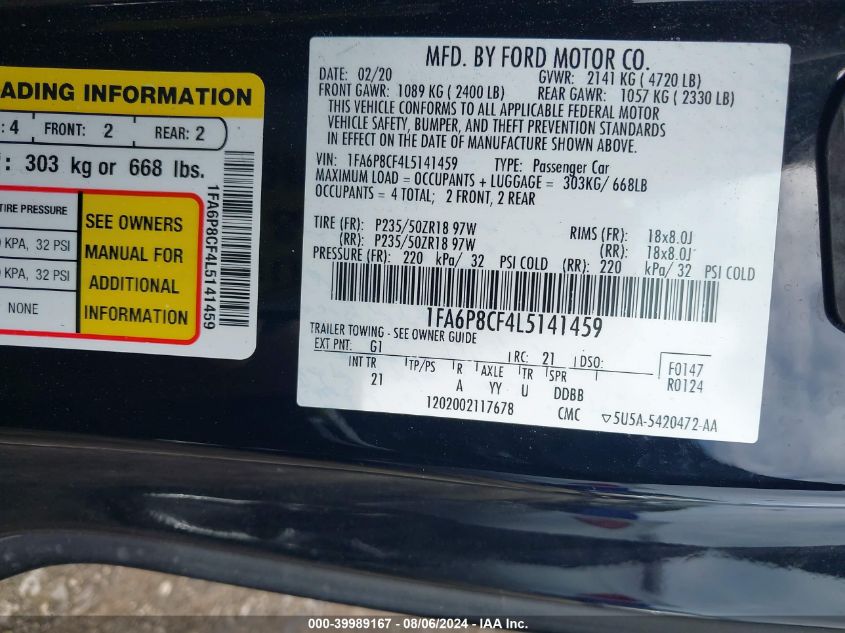 ADING INFORMATION
: 4 FRONT: 2 REAR: 2
: 303 kg or 668 lbs.
TIRE PRESSURE
KPA, 32 PSI
KPA, 32 PSI
NONE
SEE OWNERS
MANUAL FOR
ADDITIONAL
INFORMATION
1FA6P8CF4L5141459
MFD. BY FORD MOTOR CO.
DATE: 02/20 GVWR: 2141 KG ( 4720 LB)
FRONT GAWR: 1089 KG ( 2400 LB) REAR GAWR: 1057 KG ( 2330 LB)
THIS VEHICLE CONFORMS TO ALL APPLICABLE FEDERAL MOTOR
VEHICLE SAFETY, BUMPER, AND THEFT PREVENTION STANDARDS
IN EFFECT ON THE DATE OF MANUFACTURE SHOWN ABOVE.
VIN: 1FA6P8CF4L5141459 TYPE: Passenger Car
MAXIMUM LOAD = OCCUPANTS + LUGGAGE = 303KG/ 668LB
OCCUPANTS = 4 TOTAL; 2 FRONT, 2 REAR
TIRE (FR): P235/50ZR18 97W RIMS (FR): 18x8.0J
(RR): P235/50ZR18 97W (RR): 18x8.0J
PRESSURE (FR): 220 kPa/ 32 PSI COLD (RR): 220 kPa/ 32 PSI COLD
1FA6P8CF4L5141459
TRAILER TOWING - SEE OWNER GUIDE
EXT PNT: G1 RC: 21 DSO: F0147
INT TR TP/PS R AXLE TR SPR R0124
21 A YY U DDBB
1202002117678 CMC 5U5A-5420472-AA
000-39989167 - 08/06/2024 - IAAI.COM